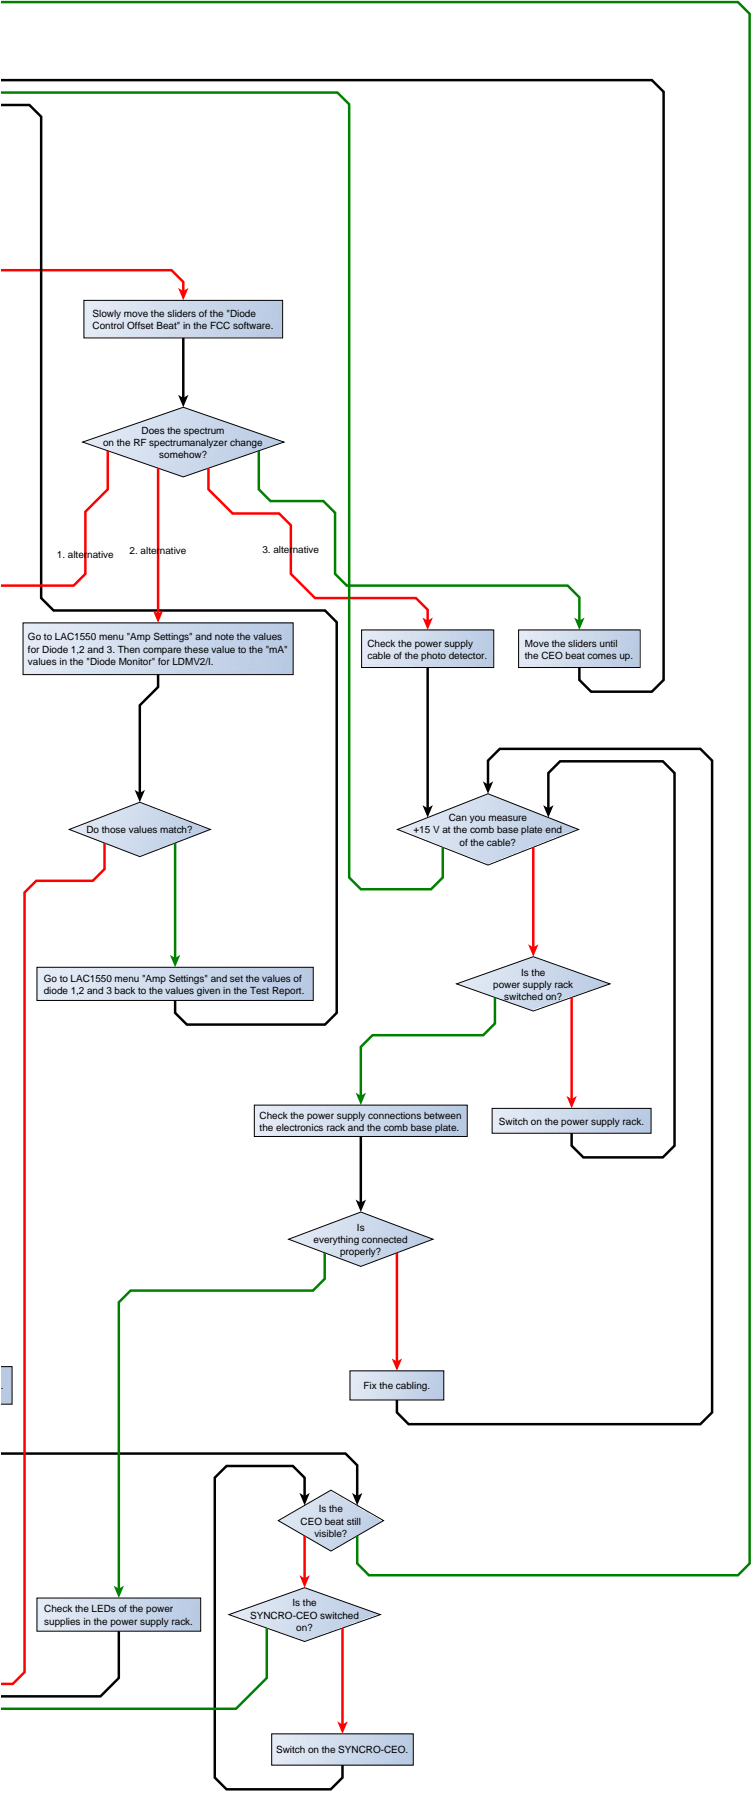 Slowly move the sliders of the "Diode
Control Offset Beat" in the FCC software.
Does the spectrum
on the RF spectrumanalyzer change
somehow?
1. alternative
2. alternative
3. alternative
Go to LAC1550 menu "Amp Settings" and note the values
for Diode 1,2 and 3. Then compare these value to the "mA"
values in the "Diode Monitor" for LDMV2/I.
Check the power supply
cable of the photo detector.
Move the sliders until
the CEO beat comes up.
Do those values match?
Can you measure
+15 V at the comb base plate end
of the cable?
Go to LAC1550 menu "Amp Settings" and set the values of
diode 1,2 and 3 back to the values given in the Test Report.
Is the
power supply rack
switched on?
Check the power supply connections between
the electronics rack and the comb base plate.
Switch on the power supply rack.
Is
everything connected
properly?
Fix the cabling.
.
Is the
CEO beat still
visible?
Check the LEDs of the power
supplies in the power supply rack.
Is the
SYNCRO-CEO switched
on?
Switch on the SYNCRO-CEO.